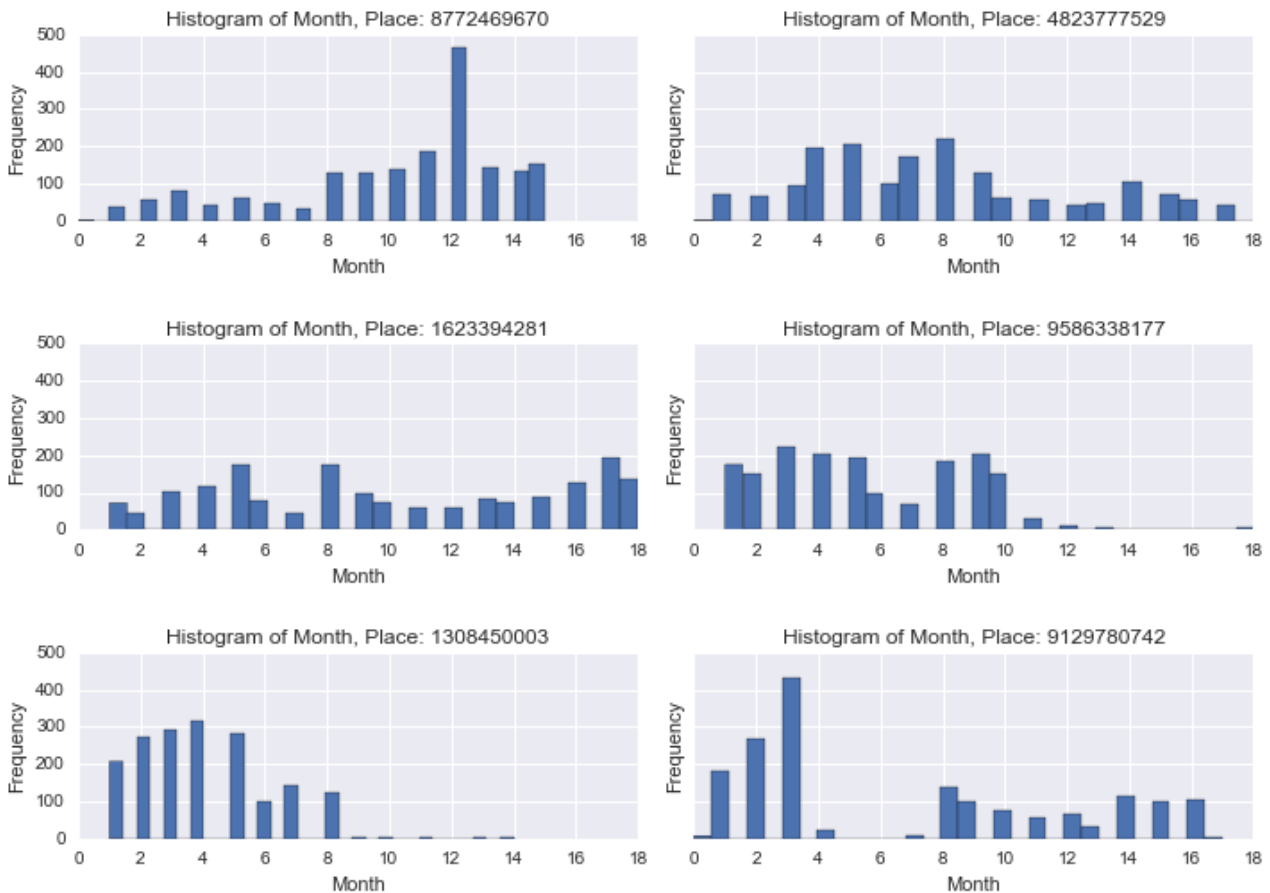 Histogram of Month, Place: 8772469670
500
400
300
200
100
0
Frequency
0 2 4 6 8 10 12 14 16 18
Month
Histogram of Month, Place: 4823777529
Frequency
0 2 4 6 8 10 12 14 16 18
Month
Histogram of Month, Place: 1623394281
500
400
300
200
100
0
Frequency
0 2 4 6 8 10 12 14 16 18
Month
Histogram of Month, Place: 9586338177
Frequency
0 2 4 6 8 10 12 14 16 18
Month
Histogram of Month, Place: 1308450003
500
400
300
200
100
0
Frequency
0 2 4 6 8 10 12 14 16 18
Month
Histogram of Month, Place: 9129780742
Frequency
0 2 4 6 8 10 12 14 16 18
Month